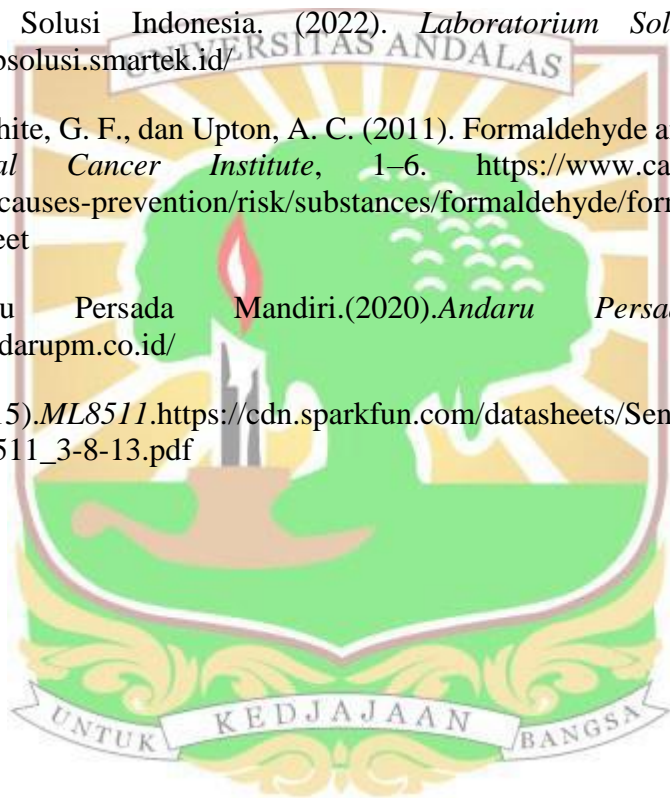 Solusi Indonesia. (2022). Laboratorium Sol
osolusi.smartek.id/
UNIVERSITAS ANDALAS
hite, G. F., dan Upton, A. C. (2011). Formaldehyde a
al Cancer Institute, 1–6. https://www.ca
causes-prevention/risk/substances/formaldehyde/for
eet
u Persada Mandiri.(2020).Andaru Persa
darupm.co.id/
15).ML8511.https://cdn.sparkfun.com/datasheets/Sen
511_3-8-13.pdf
UNTUK KEDJAJAAN BANGSA